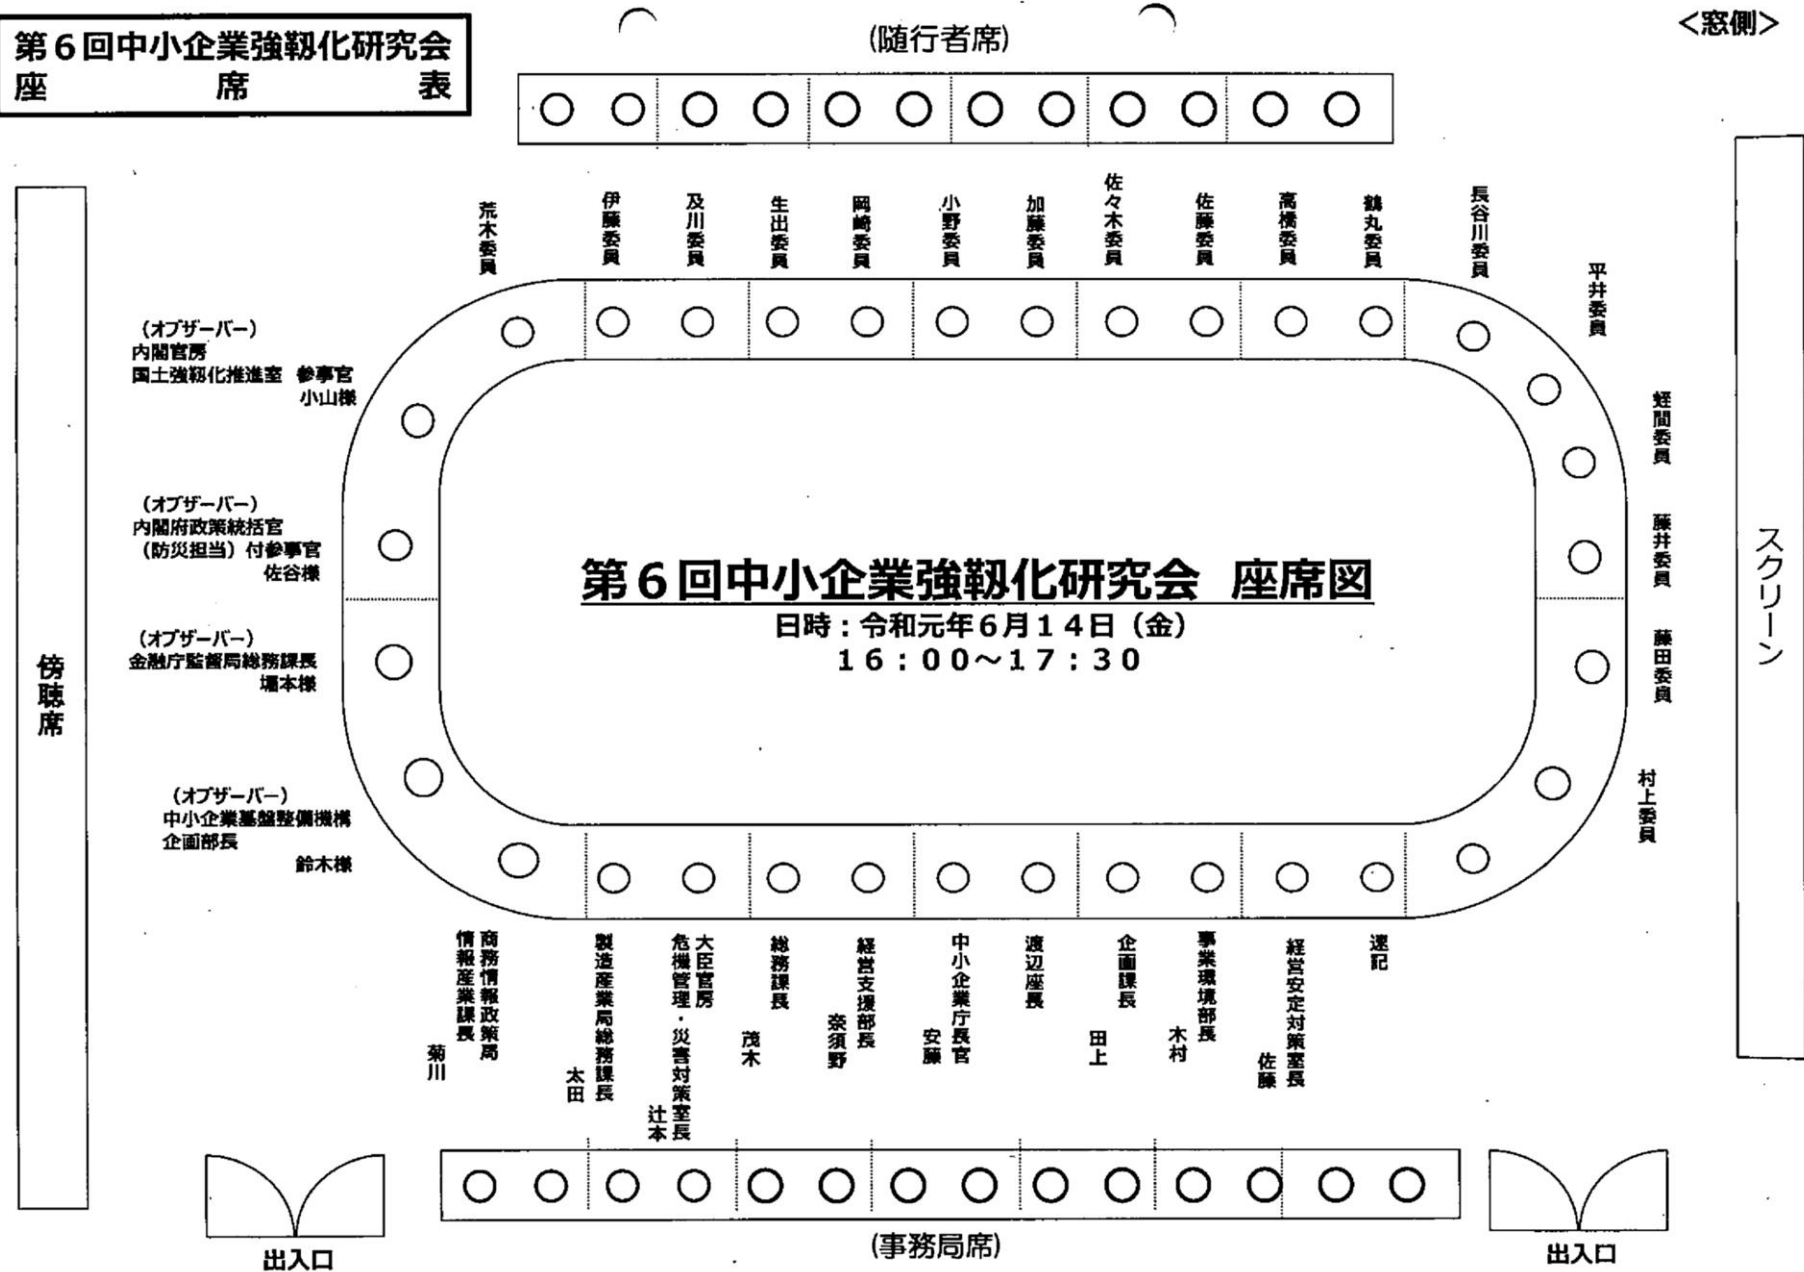 第6回中小企業強靱化研究会
座席表
(随行者席)
<窓側>
荒木委員
伊藤委員
及川委員
生出委員
岡崎委員
小野委員
加藤委員
佐々木委員
佐藤委員
高橋委員
鶴丸委員
長谷川委員
平井委員
蛭間委員
藤井委員
藤田委員
村上委員
スクリーン
傍聴席
(オブザーバー)
内閣官房
国土強靱化推進室 参事官
小山様
(オブザーバー)
内閣府政策統括官
(防災担当)付参事官
佐谷様
(オブザーバー)
金融庁監督局総務課長
堀本様
(オブザーバー)
中小企業基盤整備機構
企画部長
鈴木様
第6回中小企業強靱化研究会 座席図
日時:令和元年6月14日(金)
16:00~17:30
商務情報政策局
情報産業課長
菊川
製造産業局総務課長
太田
大臣官房
危機管理・災害対策室長
辻本
総務課長
茂木
経営支援部長
奈須野
中小企業庁長官
安藤
渡辺座長
企画課長
田上
事業環境部長
木村
経営安定対策室長
佐藤
速記
出入口
(事務局席)
出入口